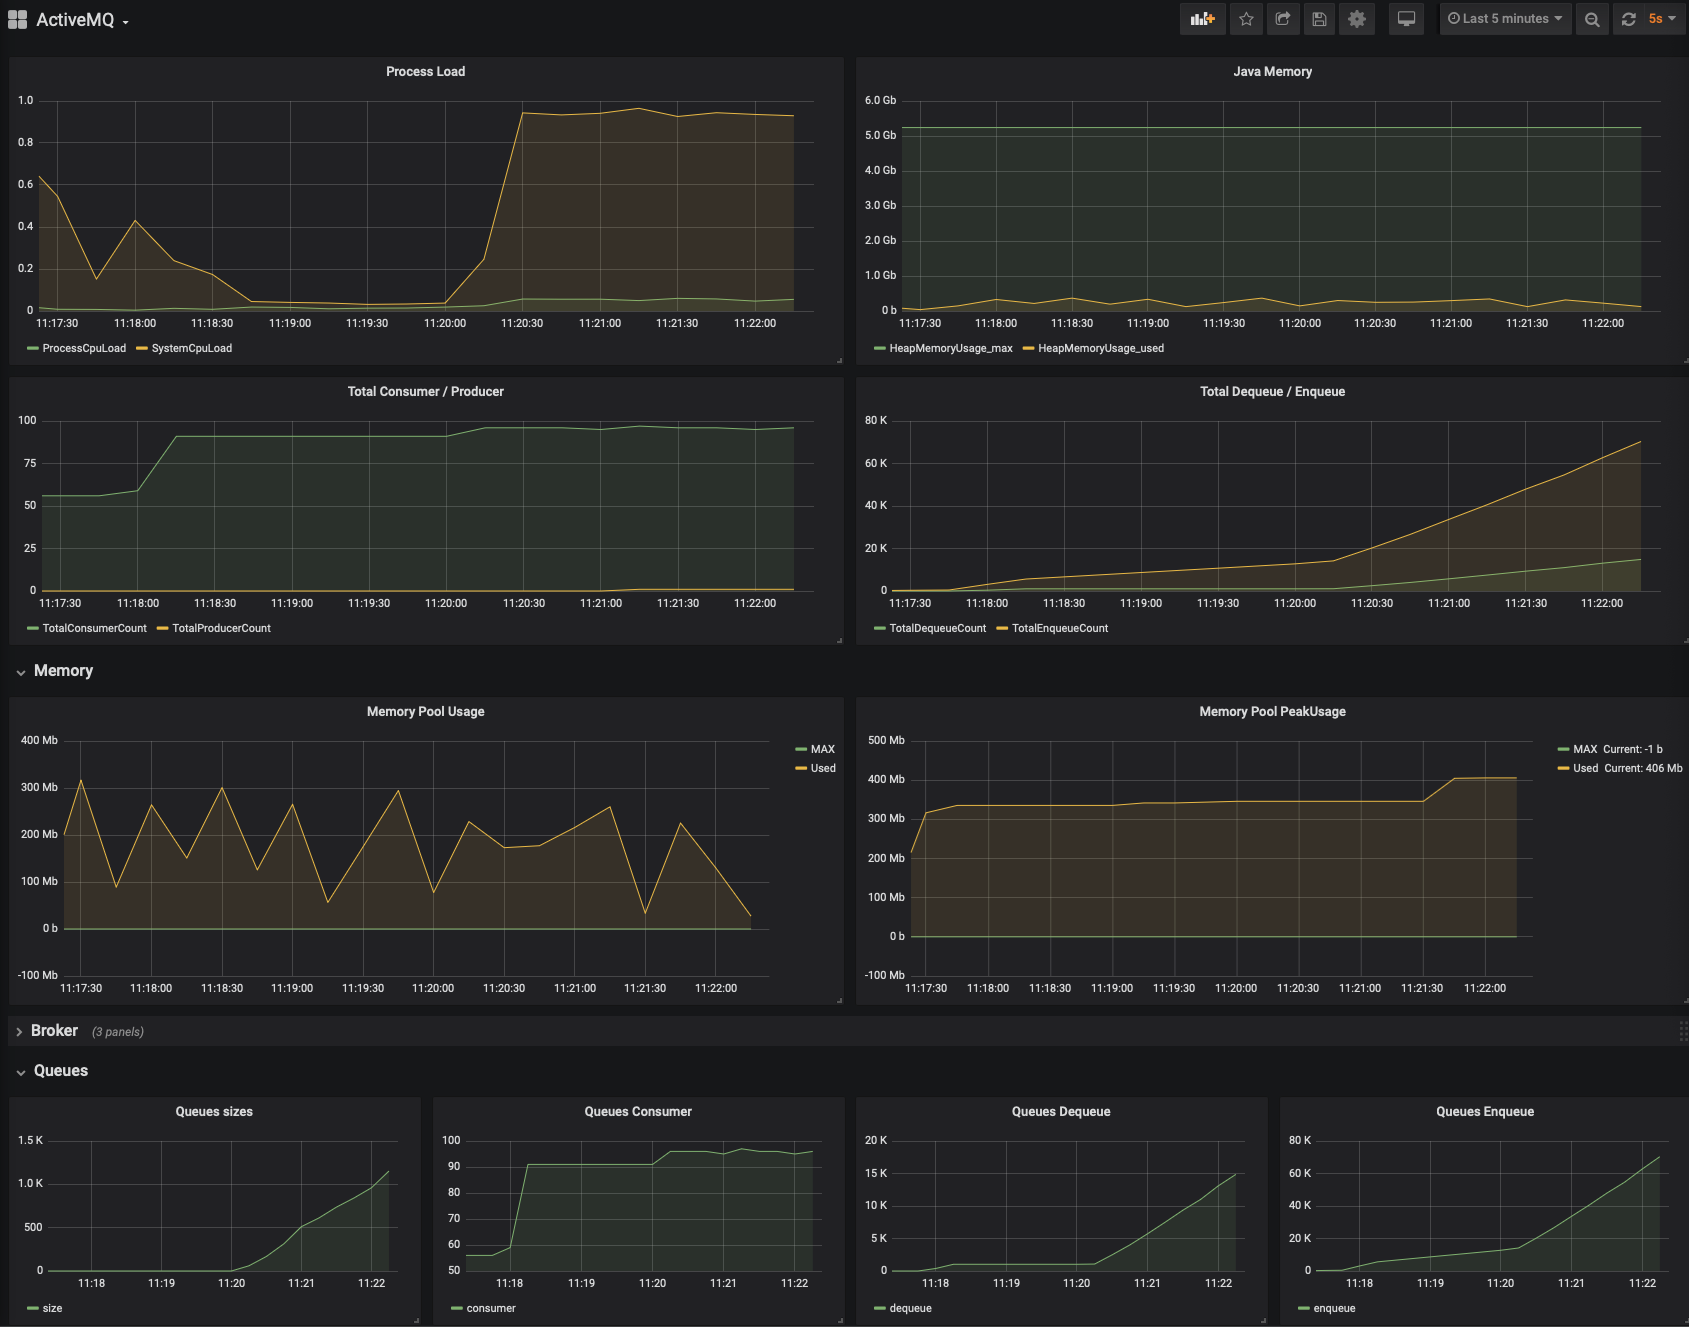 ActiveMQ
Last 5 minutes 5s
Process Load
1.0
0.8
0.6
0.4
0.2
0
11:17:30 11:18:00 11:18:30 11:19:00 11:19:30 11:20:00 11:20:30 11:21:00 11:21:30 11:22:00
ProcessCpuLoad SystemCpuLoad
Java Memory
6.0 Gb
5.0 Gb
4.0 Gb
3.0 Gb
2.0 Gb
1.0 Gb
0 b
11:17:30 11:18:00 11:18:30 11:19:00 11:19:30 11:20:00 11:20:30 11:21:00 11:21:30 11:22:00
HeapMemoryUsage_max HeapMemoryUsage_used
Total Consumer / Producer
100
75
50
25
0
11:17:30 11:18:00 11:18:30 11:19:00 11:19:30 11:20:00 11:20:30 11:21:00 11:21:30 11:22:00
TotalConsumerCount TotalProducerCount
Total Dequeue / Enqueue
80 K
60 K
40 K
20 K
0
11:17:30 11:18:00 11:18:30 11:19:00 11:19:30 11:20:00 11:20:30 11:21:00 11:21:30 11:22:00
TotalDequeueCount TotalEnqueueCount
Memory
Memory Pool Usage
400 Mb
300 Mb
200 Mb
100 Mb
0 b
-100 Mb
11:17:30 11:18:00 11:18:30 11:19:00 11:19:30 11:20:00 11:20:30 11:21:00 11:21:30 11:22:00
MAX
Used
Memory Pool PeakUsage
500 Mb
400 Mb
300 Mb
200 Mb
100 Mb
0 b
-100 Mb
11:17:30 11:18:00 11:18:30 11:19:00 11:19:30 11:20:00 11:20:30 11:21:00 11:21:30 11:22:00
MAX Current: -1 b
Used Current: 406 Mb
Broker (3 panels)
Queues
Queues sizes
1.5 K
1.0 K
500
0
11:18 11:19 11:20 11:21 11:22
size
Queues Consumer
100
90
80
70
60
50
11:18 11:19 11:20 11:21 11:22
consumer
Queues Dequeue
20 K
15 K
10 K
5 K
0
11:18 11:19 11:20 11:21 11:22
dequeue
Queues Enqueue
80 K
60 K
40 K
20 K
0
11:18 11:19 11:20 11:21 11:22
enqueue